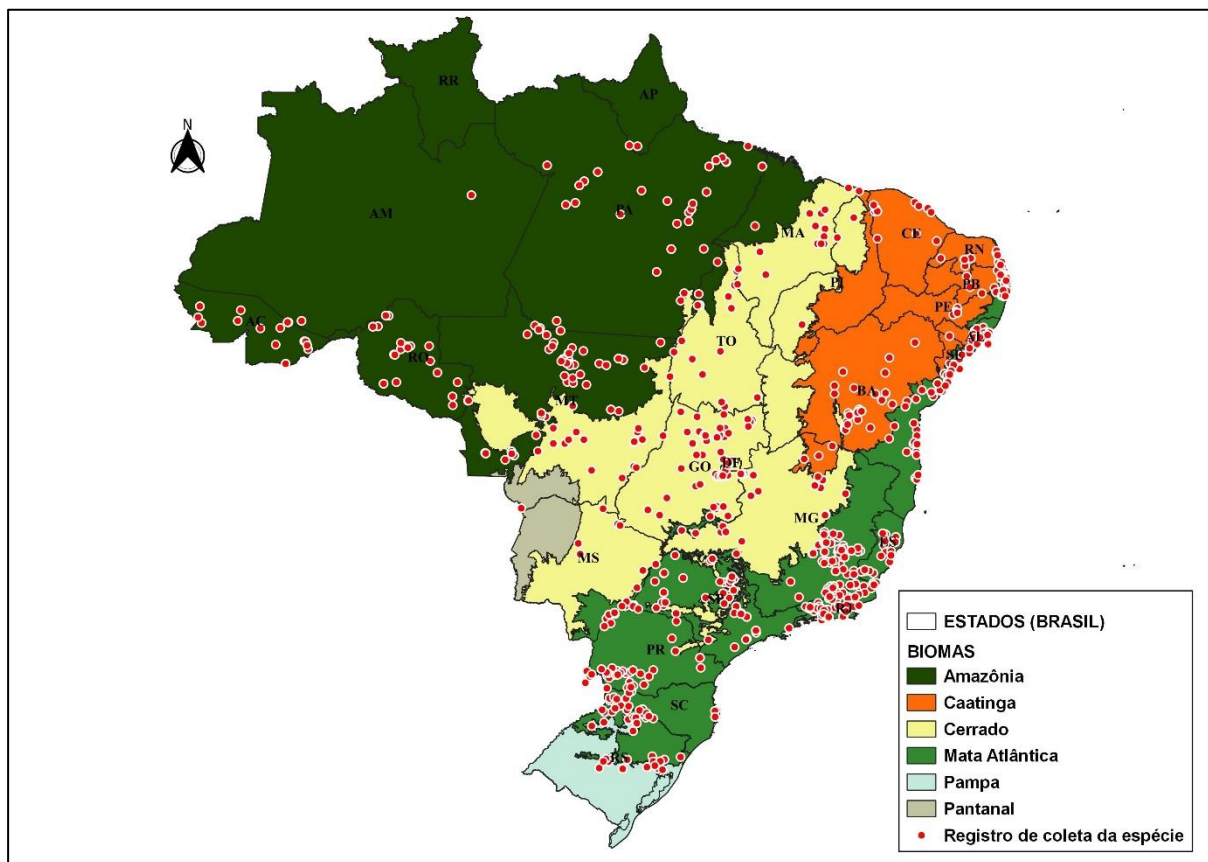 RR
AP
AM
PA
MA
CE
RN
PI
PB
PE
AC
AL
RO
TO
SE
BA
MT
GO
DF
MG
ES
MS
SP
RJ
PR
SC
RS
ESTADOS (BRASIL)
BIOMAS
Amazônia
Caatinga
Cerrado
Mata Atlântica
Pampa
Pantanal
Registro de coleta da espécie